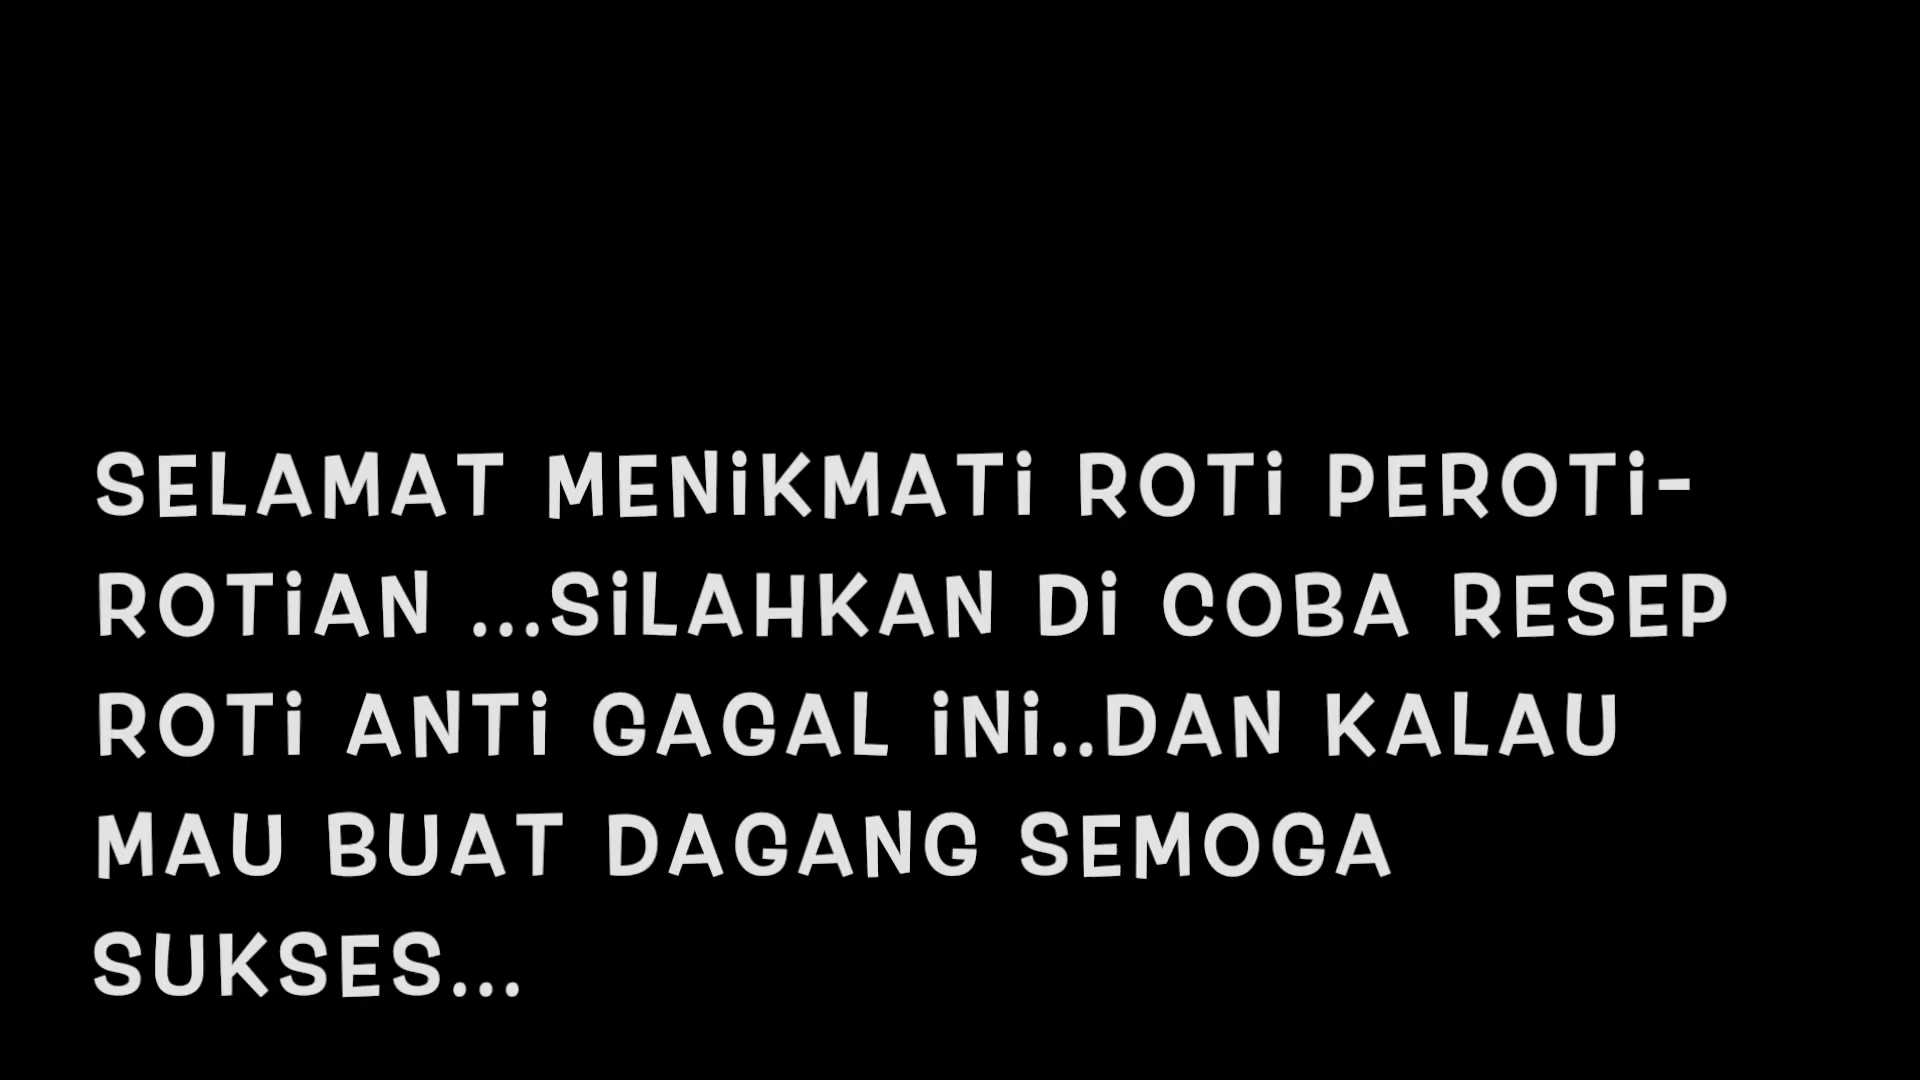 SELAMAT MENiKMATi ROTi PEROTi-
ROTiAN ...SiLAHKAN Di COBA RESEP
ROTi ANTi GAGAL iNi..DAN KALAU
MAU BUAT DAGANG SEMOGA
SUKSES...